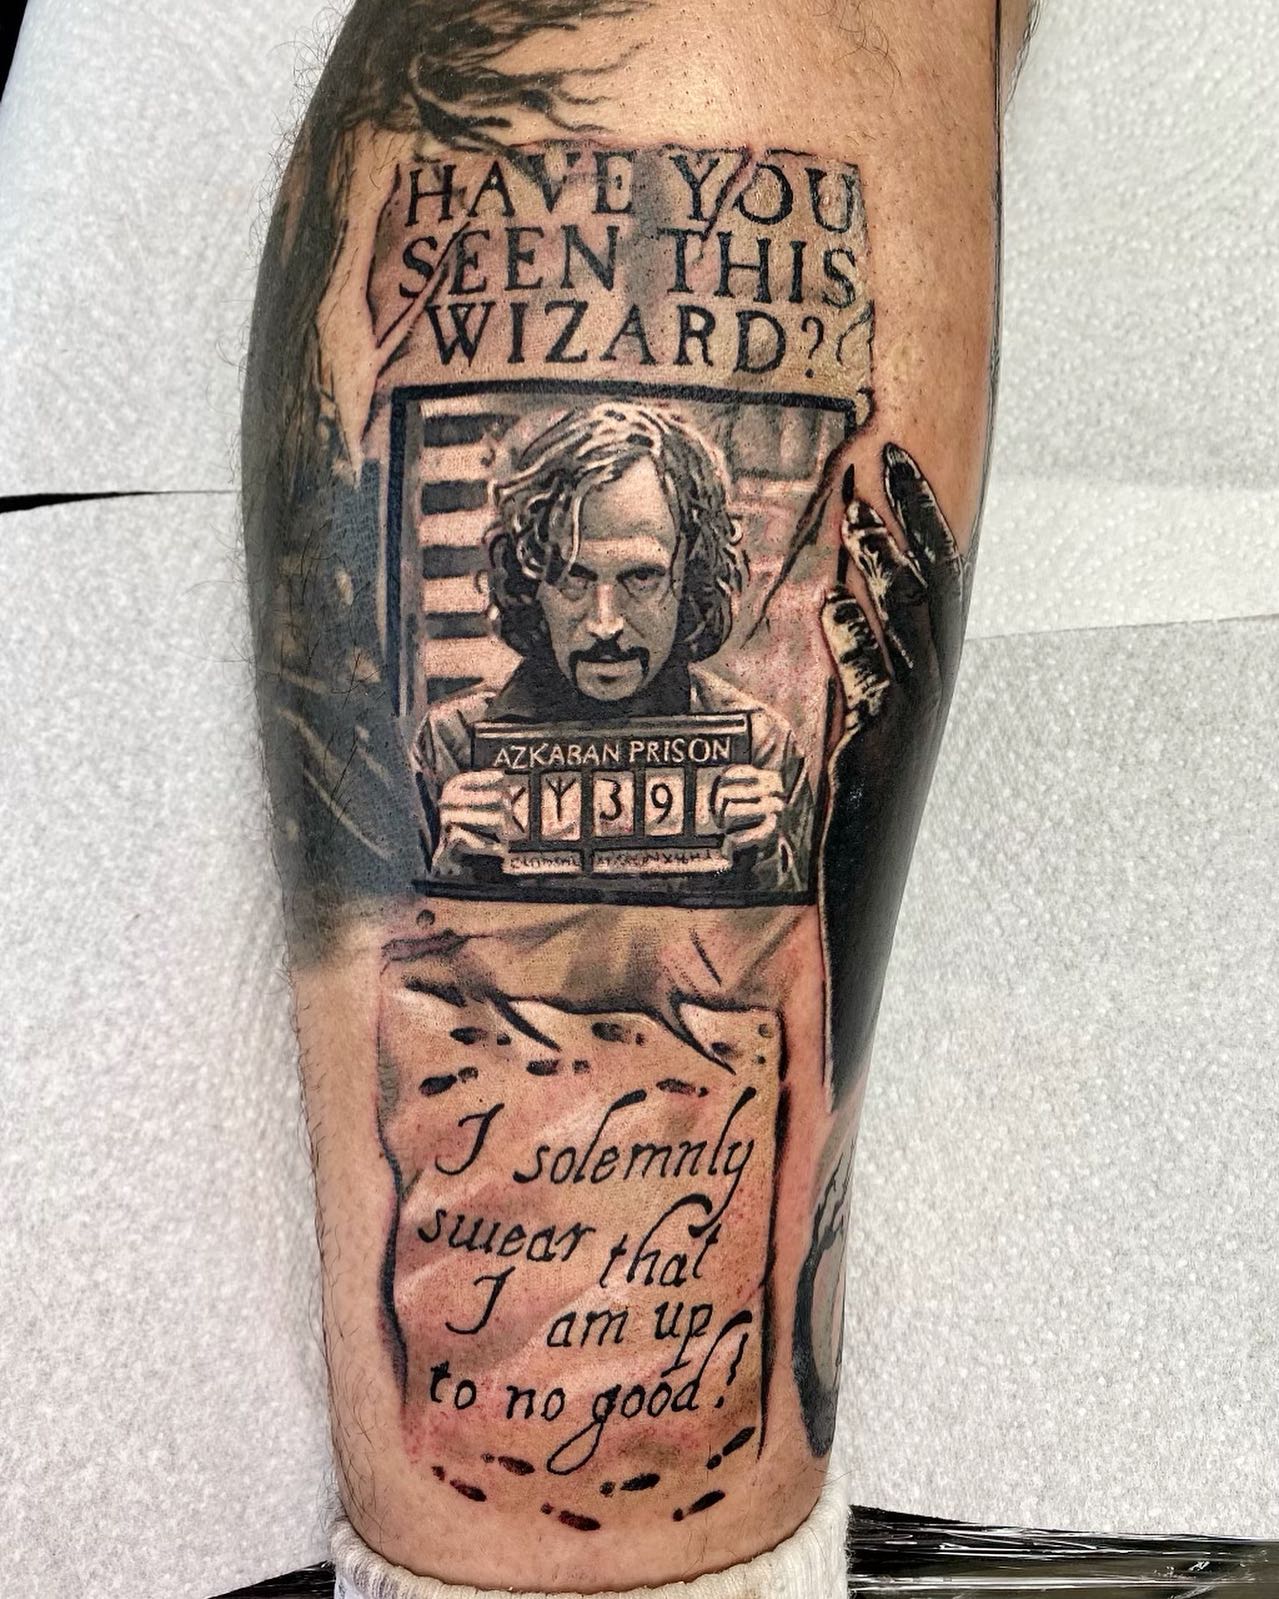 HAVE YOU
SEEN THIS
WIZARD?
AZKABAN PRISON
39
I solemnly
swear that
I am up
to no good!